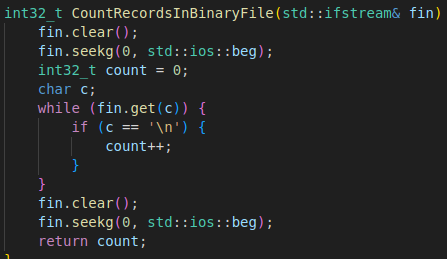 int32_t CountRecordsInBinaryFile(std::ifstream& fin)
    fin.clear();
    fin.seekg(0, std::ios::beg);
    int32_t count = 0;
    char c;
    while (fin.get(c)) {
        if (c == '\n') {
            count++;
        }
    }
    fin.clear();
    fin.seekg(0, std::ios::beg);
    return count;
}